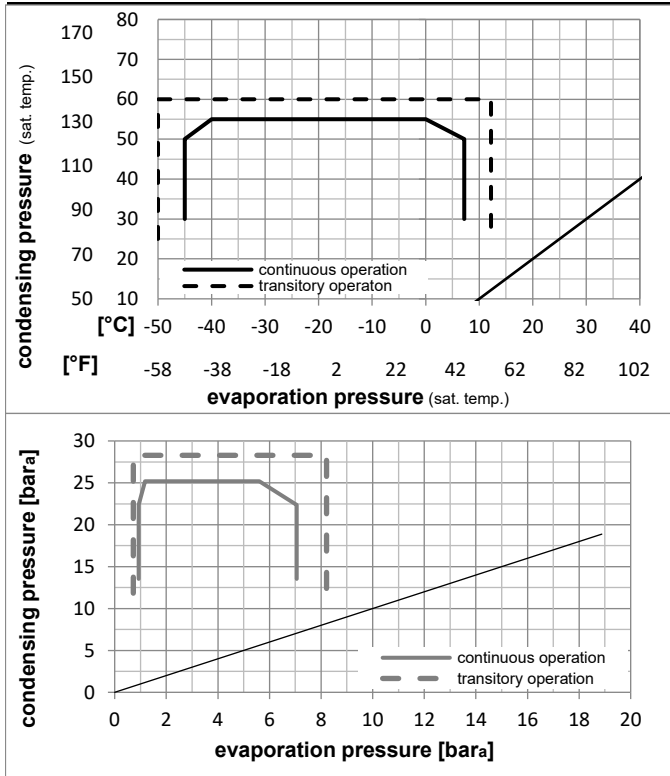 condensing pressure (sat. temp.)
170 80
70
150 60
130 50
110 40
90 30
70 20
50 10
continuous operation
transitory operaton
[°C] -50 -40 -30 -20 -10 0 10 20 30 40
[°F] -58 -38 -18 2 22 42 62 82 102
evaporation pressure (sat. temp.)
condensing pressure [bara]
30
25
20
15
10
5
0
continuous operation
transitory operation
0 2 4 6 8 10 12 14 16 18 20
evaporation pressure [bara]